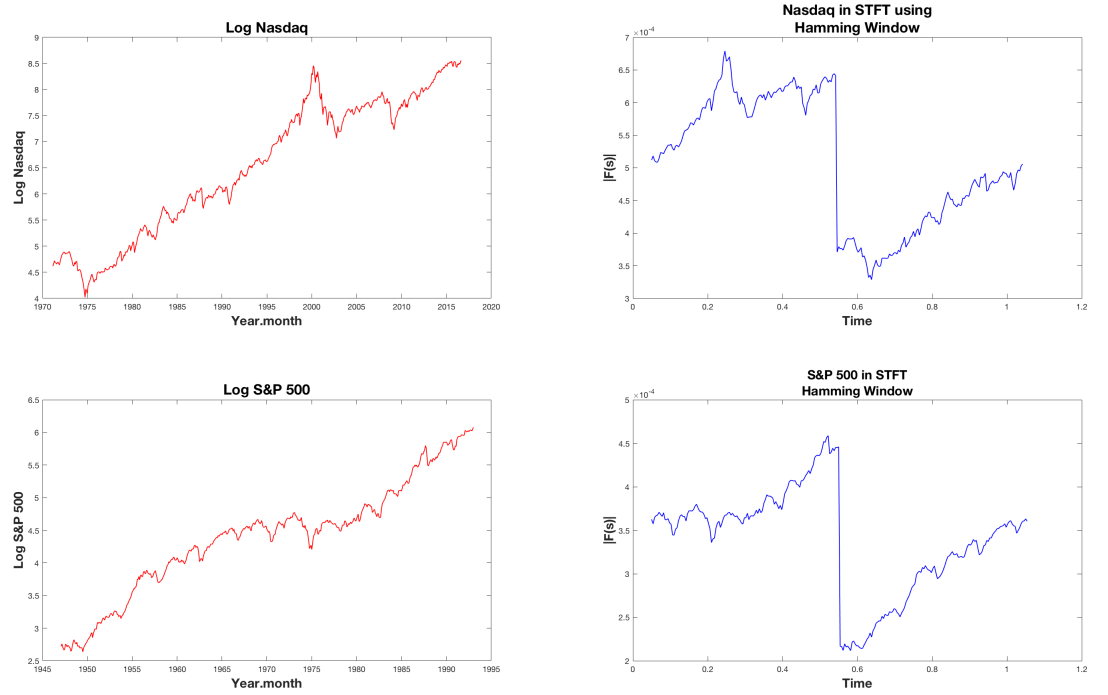 Log Nasdaq
Log Nasdaq
9
8.5
8
7.5
7
6.5
6
5.5
5
4.5
4
1970 1975 1980 1985 1990 1995 2000 2005 2010 2015 2020
Year.month
Nasdaq in STFT using
Hamming Window
×10-4
|F(s)|
7
6.5
6
5.5
5
4.5
4
3.5
3
0 0.2 0.4 0.6 0.8 1 1.2
Time
Log S&P 500
Log S&P 500
6.5
6
5.5
5
4.5
4
3.5
3
2.5
1945 1950 1955 1960 1965 1970 1975 1980 1985 1990 1995
Year.month
S&P 500 in STFT
Hamming Window
×10-4
|F(s)|
5
4.5
4
3.5
3
2.5
2
0 0.2 0.4 0.6 0.8 1 1.2
Time